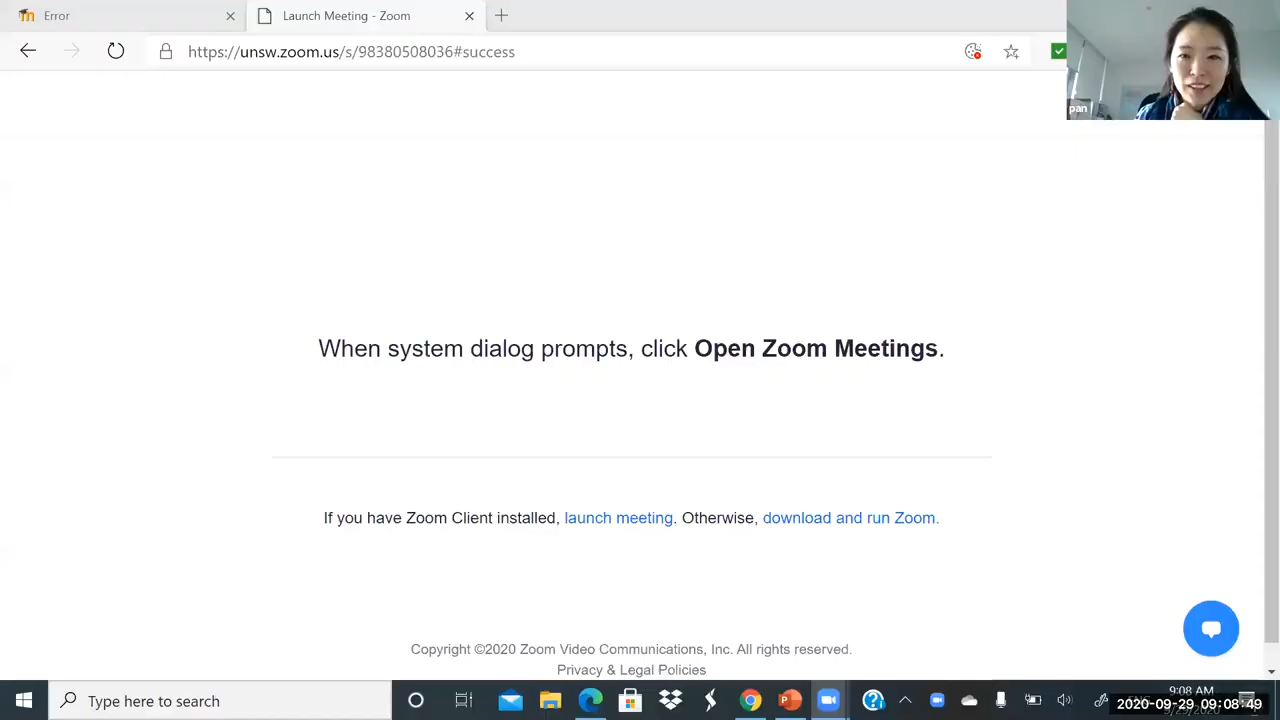 Error
Launch Meeting - Zoom
https://unsw.zoom.us/s/98380508036#success
pan
When system dialog prompts, click Open Zoom Meetings.
If you have Zoom Client installed, launch meeting. Otherwise, download and run Zoom.
Copyright ©2020 Zoom Video Communications, Inc. All rights reserved.
Privacy & Legal Policies
Type here to search
9:08 AM
2020-09-29 09:08:49